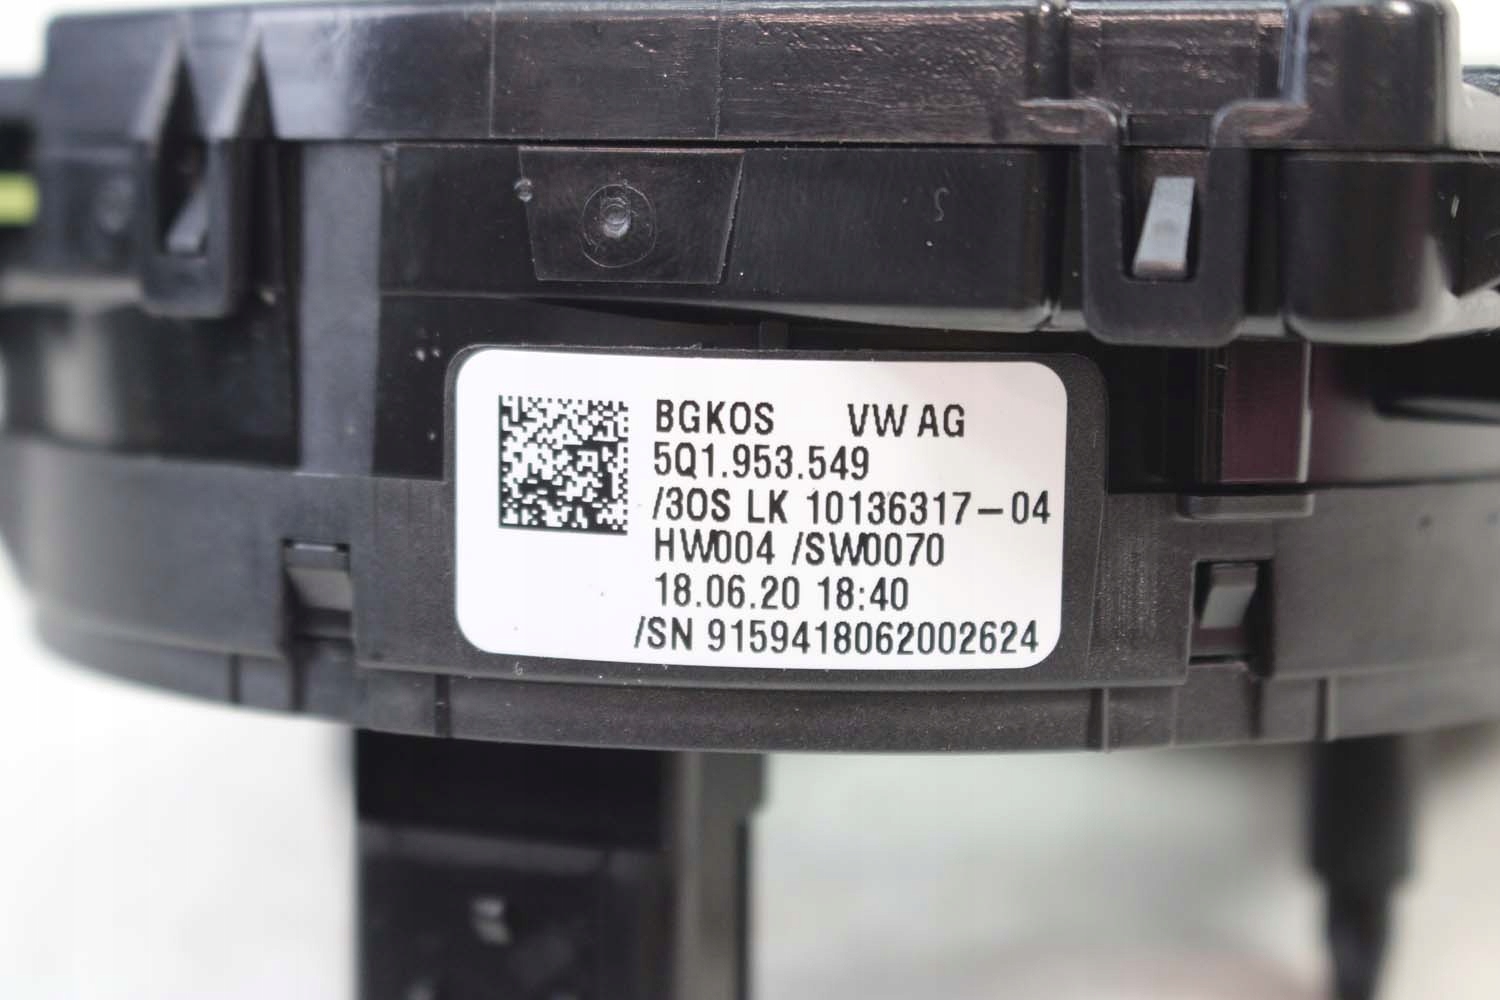 BGKOS VW AG
5Q1.953.549
/3OS LK 10136317-04
HW004 /SW0070
18.06.20 18:40
/SN 9159418062002624